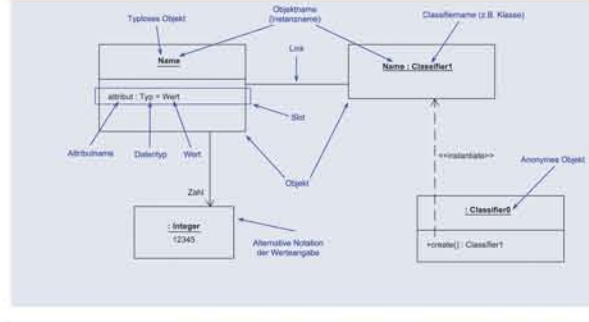 Typloses Objekt
Objektname
(Instanzname)
Classifiername (z.B. Klasse)
Name
Link
Name : Classifier1
attribut : Typ = Wert
Slot
Attributname
Datentyp
Wert
Objekt
<<instantiate>>
Anonymes Objekt
Zahl
: Integer
12345
Alternative Notation
der Werteangabe
: Classifier0
+create() : Classifier1